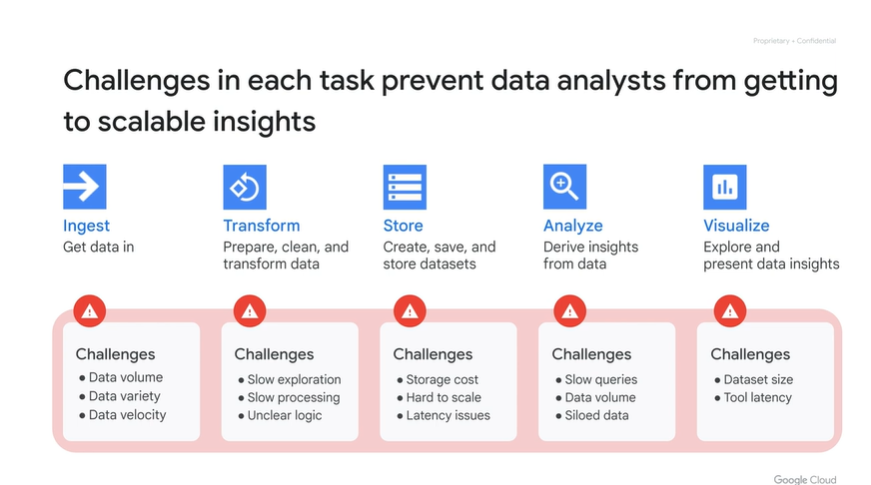 Proprietary + Confidential
Challenges in each task prevent data analysts from getting
to scalable insights
Ingest
Get data in
Transform
Prepare, clean, and
transform data
Store
Create, save, and
store datasets
Analyze
Derive insights
from data
Visualize
Explore and
present data insights
Challenges
● Data volume
● Data variety
● Data velocity
Challenges
● Slow exploration
● Slow processing
● Unclear logic
Challenges
● Storage cost
● Hard to scale
● Latency issues
Challenges
● Slow queries
● Data volume
● Siloed data
Challenges
● Dataset size
● Tool latency
Google Cloud